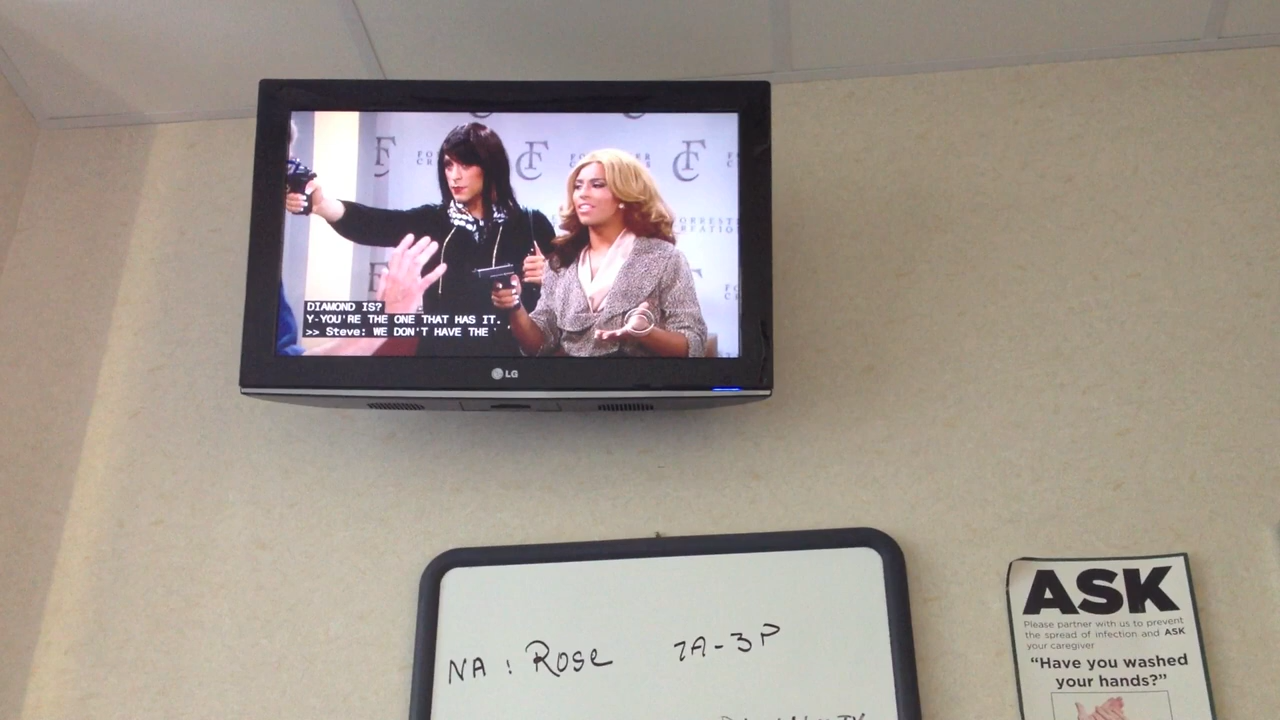 CF
FORRESTER
CREATIONS
DIAMOND IS?
Y-YOU'RE THE ONE THAT HAS IT.
>> Steve: WE DON'T HAVE THE
LG
NA: Rose 7A-3P
ASK
Please partner with us to prevent
the spread of infection and ASK
your caregiver
“Have you washed
your hands?”